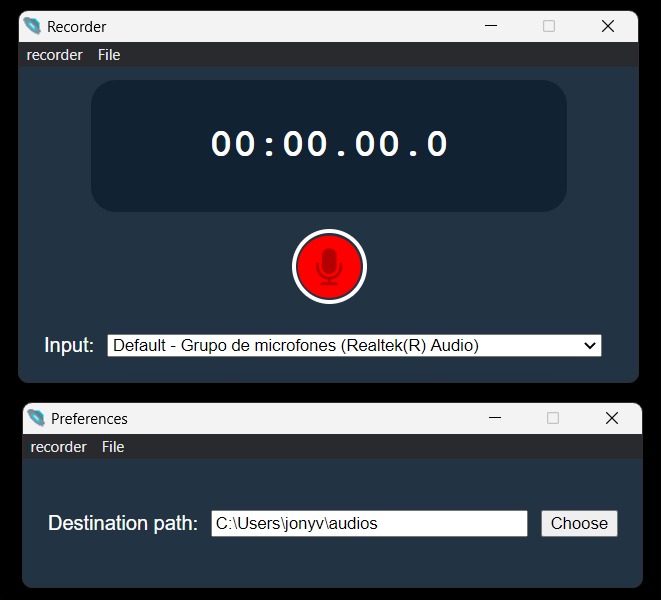 Recorder
recorder File
00:00.00.0
Input: Default - Grupo de microfones (Realtek(R) Audio)
Preferences
recorder File
Destination path: C:\Users\jonyv\audios Choose